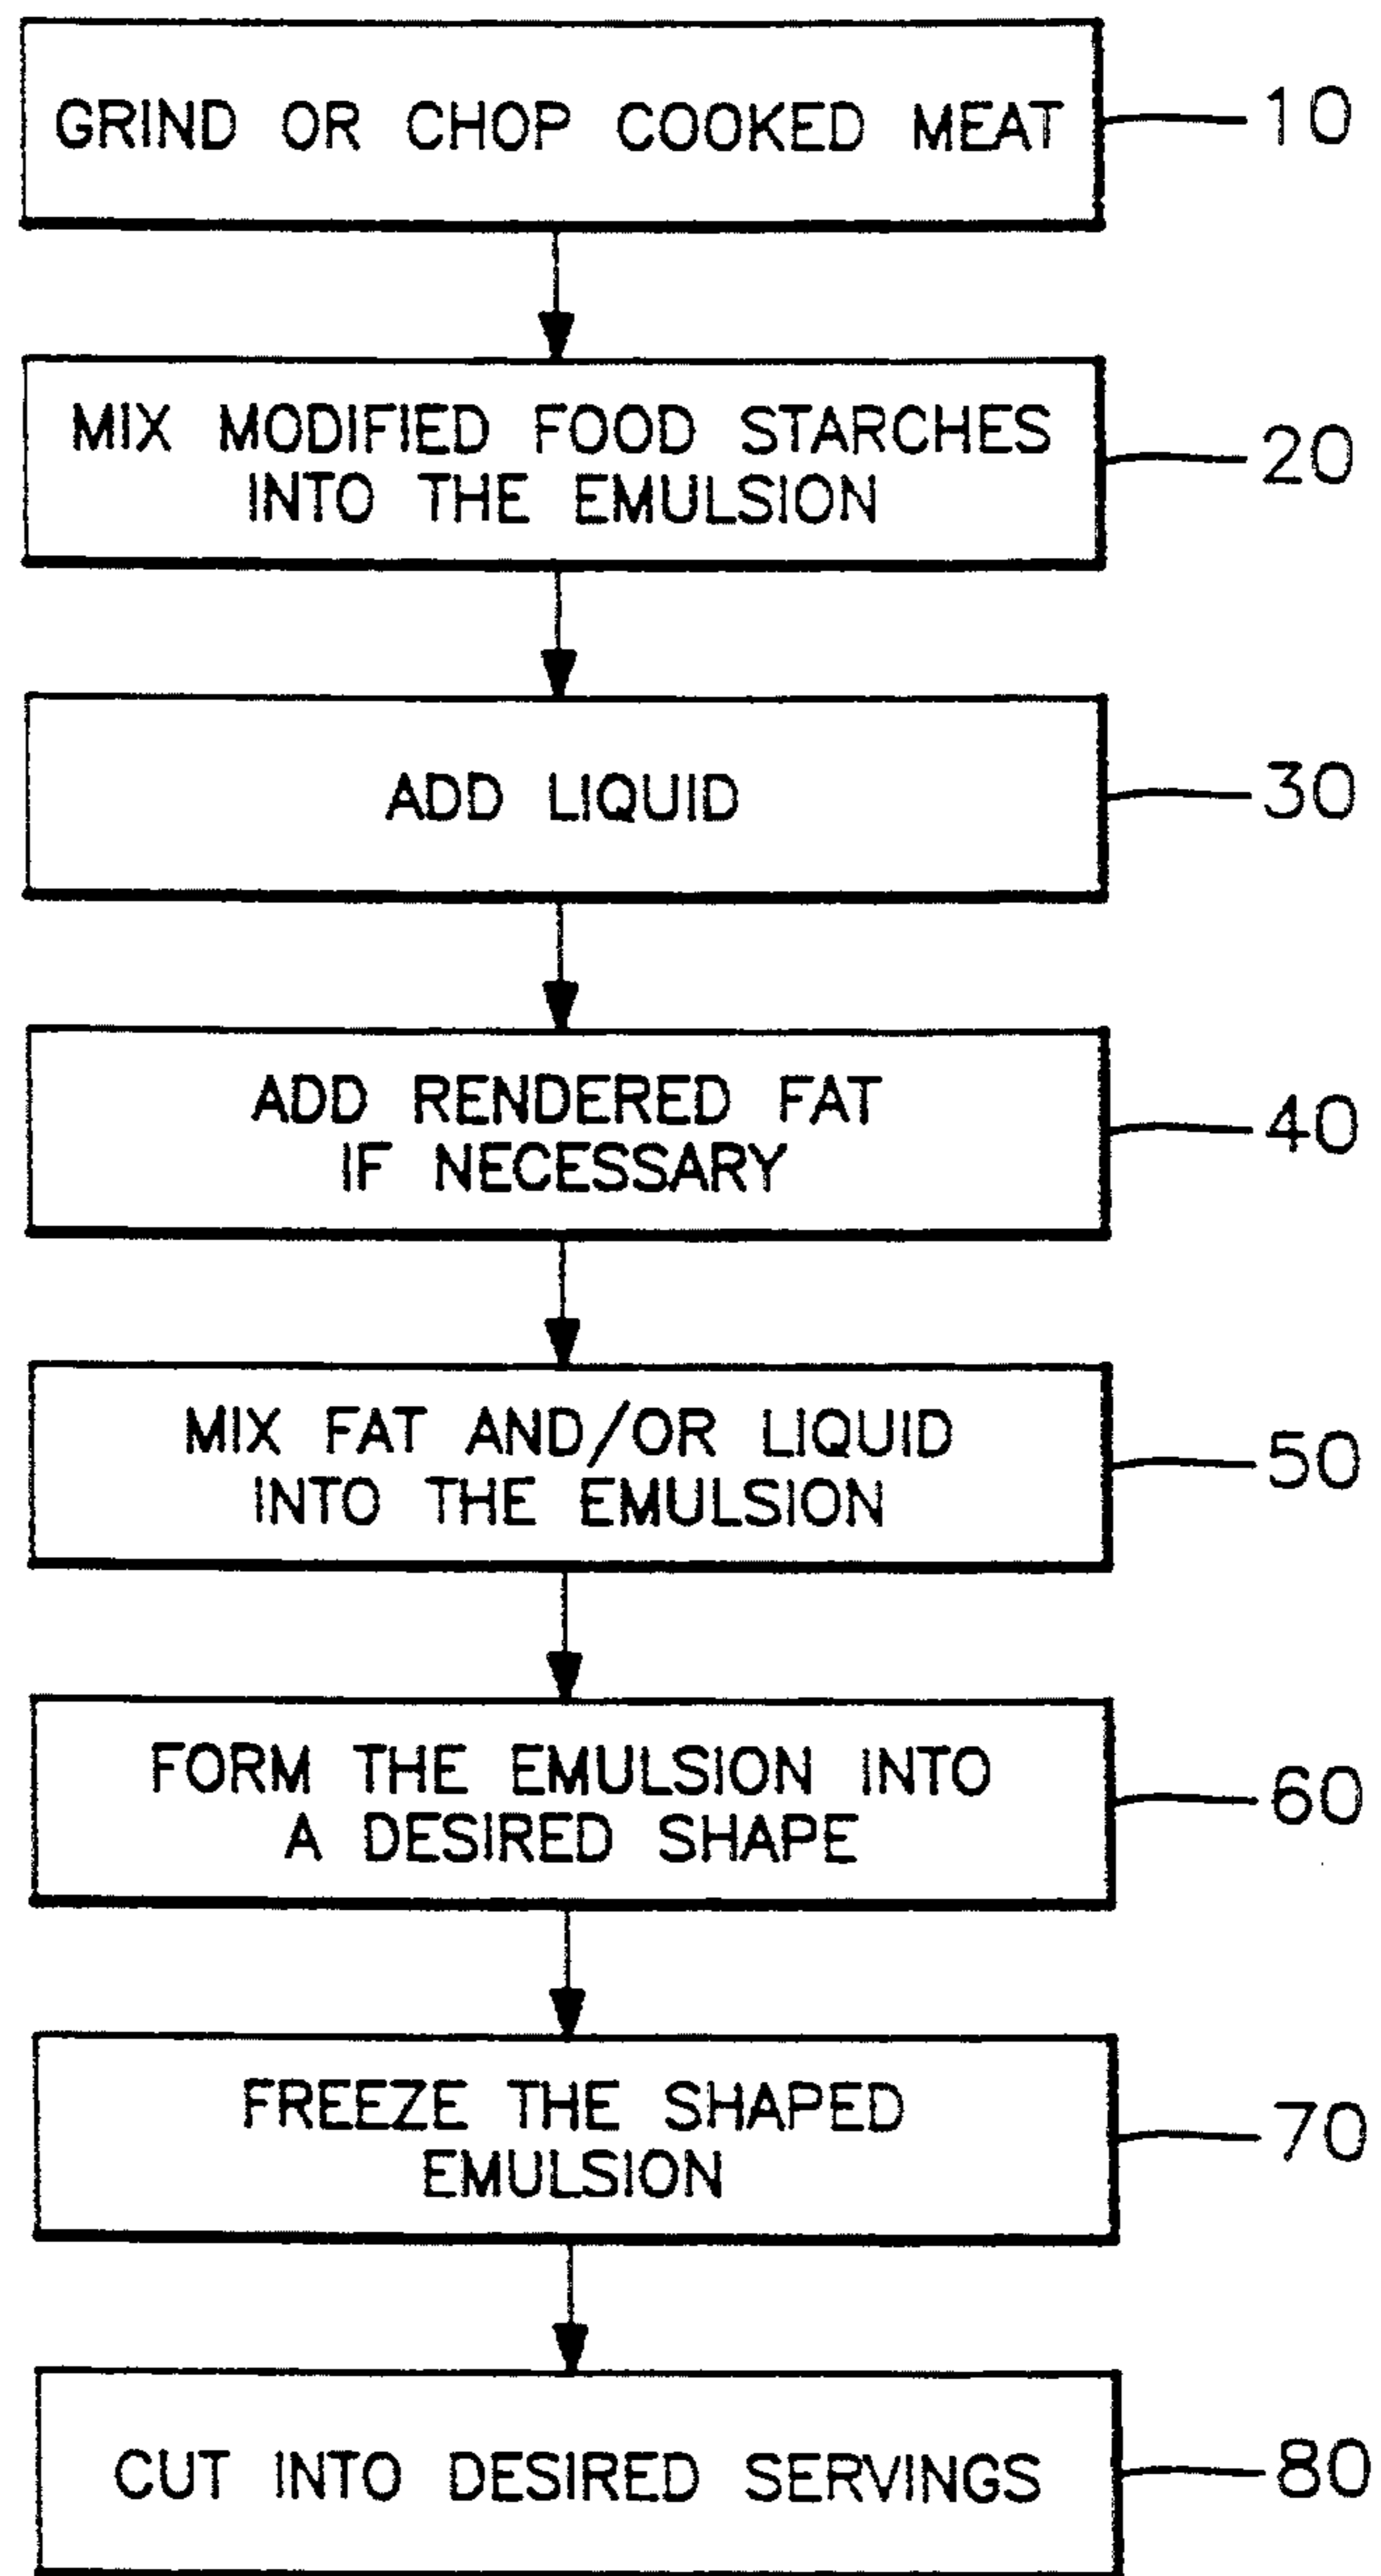 GRIND OR CHOP COOKED MEAT
10
MIX MODIFIED FOOD STARCHES
INTO THE EMULSION
20
ADD LIQUID
30
ADD RENDERED FAT
IF NECESSARY
40
MIX FAT AND/OR LIQUID
INTO THE EMULSION
50
FORM THE EMULSION INTO
A DESIRED SHAPE
60
FREEZE THE SHAPED
EMULSION
70
CUT INTO DESIRED SERVINGS
80